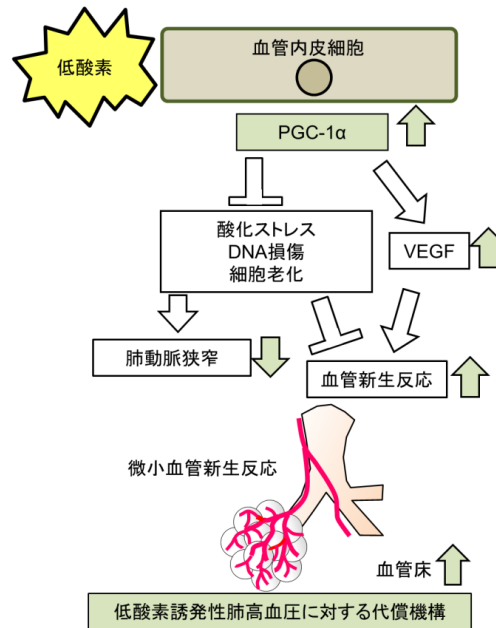 血管内皮細胞
低酸素
PGC-1α
酸化ストレス
DNA損傷
細胞老化
VEGF
肺動脈狭窄
血管新生反応
微小血管新生反応
血管床
低酸素誘発性肺高血圧に対する代償機構